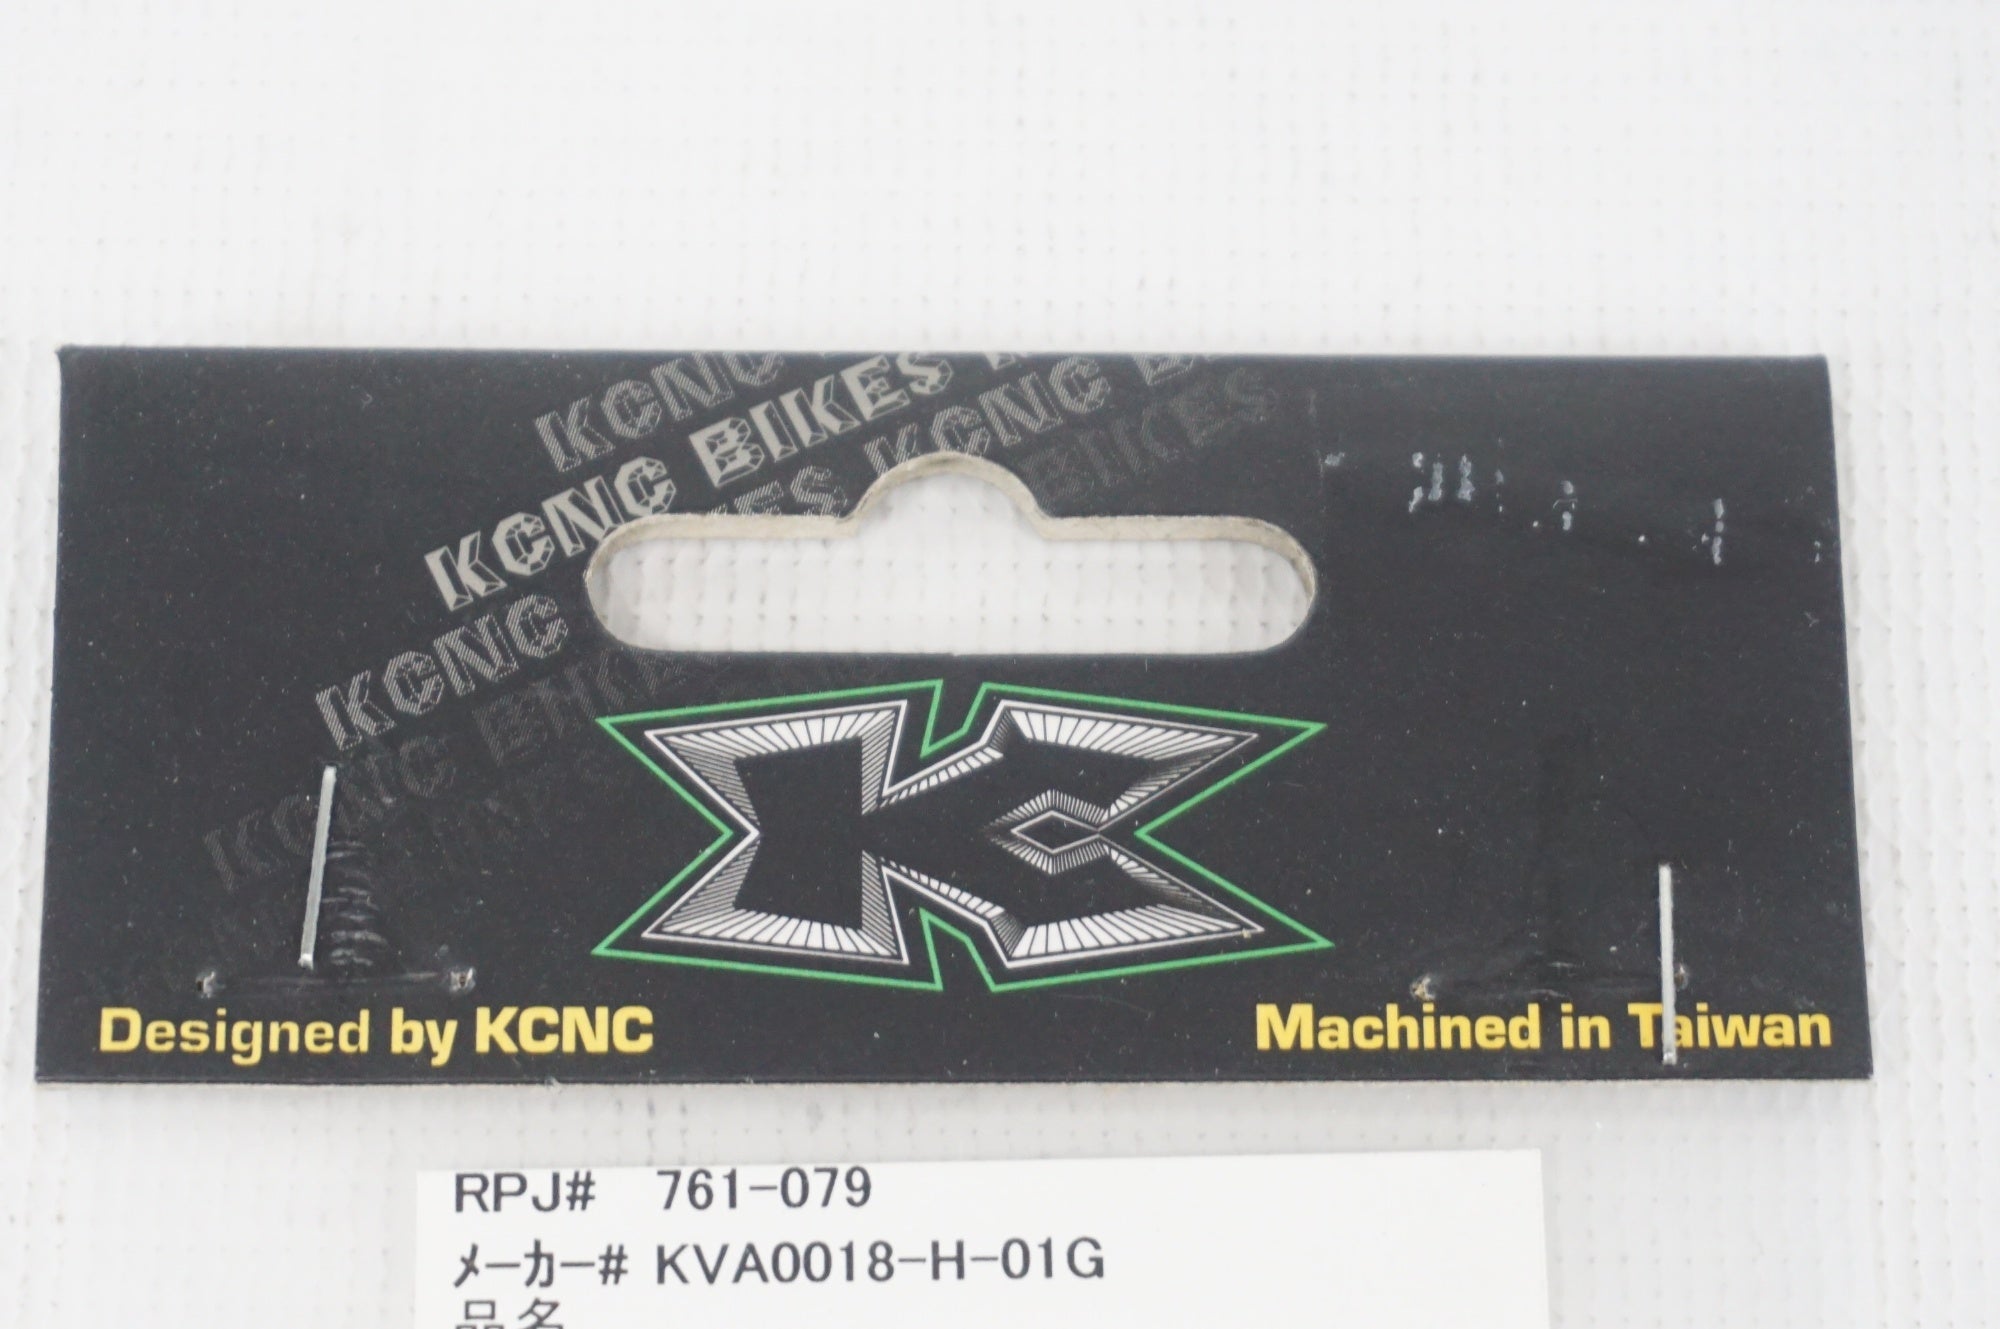 KCNC
KCNC BIKES
KCNC
KCNC BIKES
BIKES
KC
Designed by KCNC
Machined in Taiwan
RPJ# 761-079
ﾒｰｶｰ# KVA0018-H-01G
品名